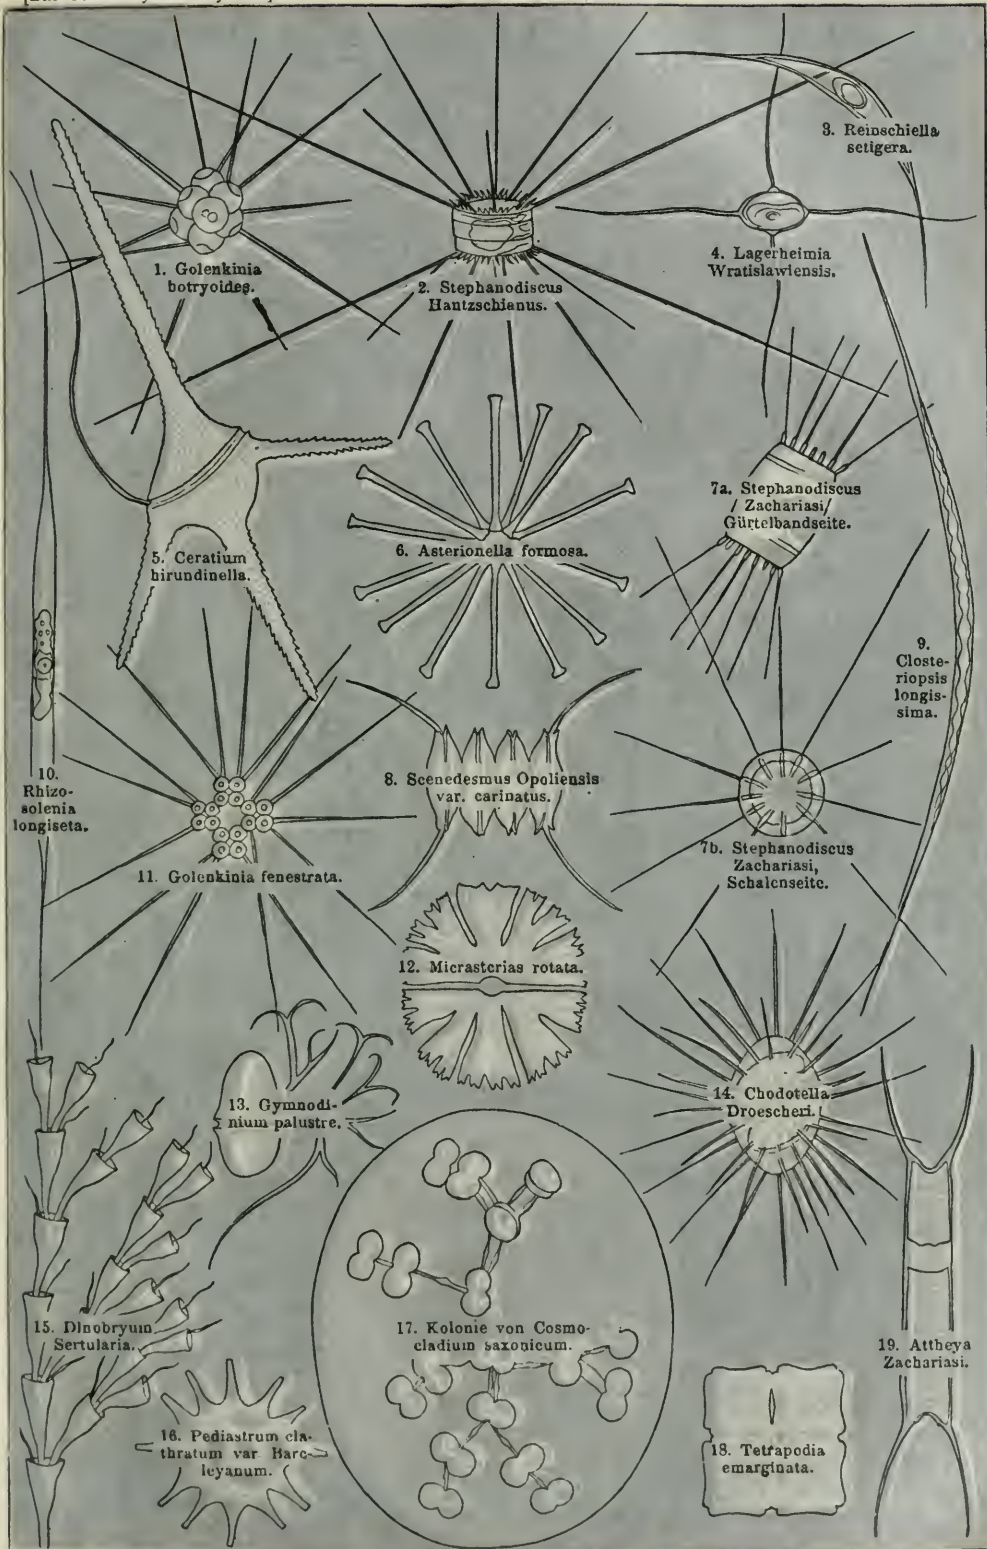 1. Golenkinia
botryoides.
2. Stephanodiscus
Hantzschianus.
3. Reinschiella
setigera.
4. Lagerheimia
Wratislawiensis.
5. Ceratium
hirundinella.
6. Asterionella formosa.
7a. Stephanodiscus
/ Zachariasi/
Gürtelbandseite.
7b. Stephanodiscus
Zachariasi,
Schalenseite.
8. Scenedesmus Opoliensis
var. carinatus.
9.
Closte-
riopsis
longis-
sima.
10.
Rhizo-
solenia
longiseta.
11. Golenkinia fenestrata.
12. Micrasterias rotata.
13. Gymnodi-
nium palustre.
14. Chodotella
Droescheri.
15. Dinobryum
Sertularia.
16. Pediastrum cla-
thratum var Barc-
leyanum.
17. Kolonie von Cosmo-
cladium saxonicum.
18. Tetrapodia
emarginata.
19. Attheya
Zachariasi.